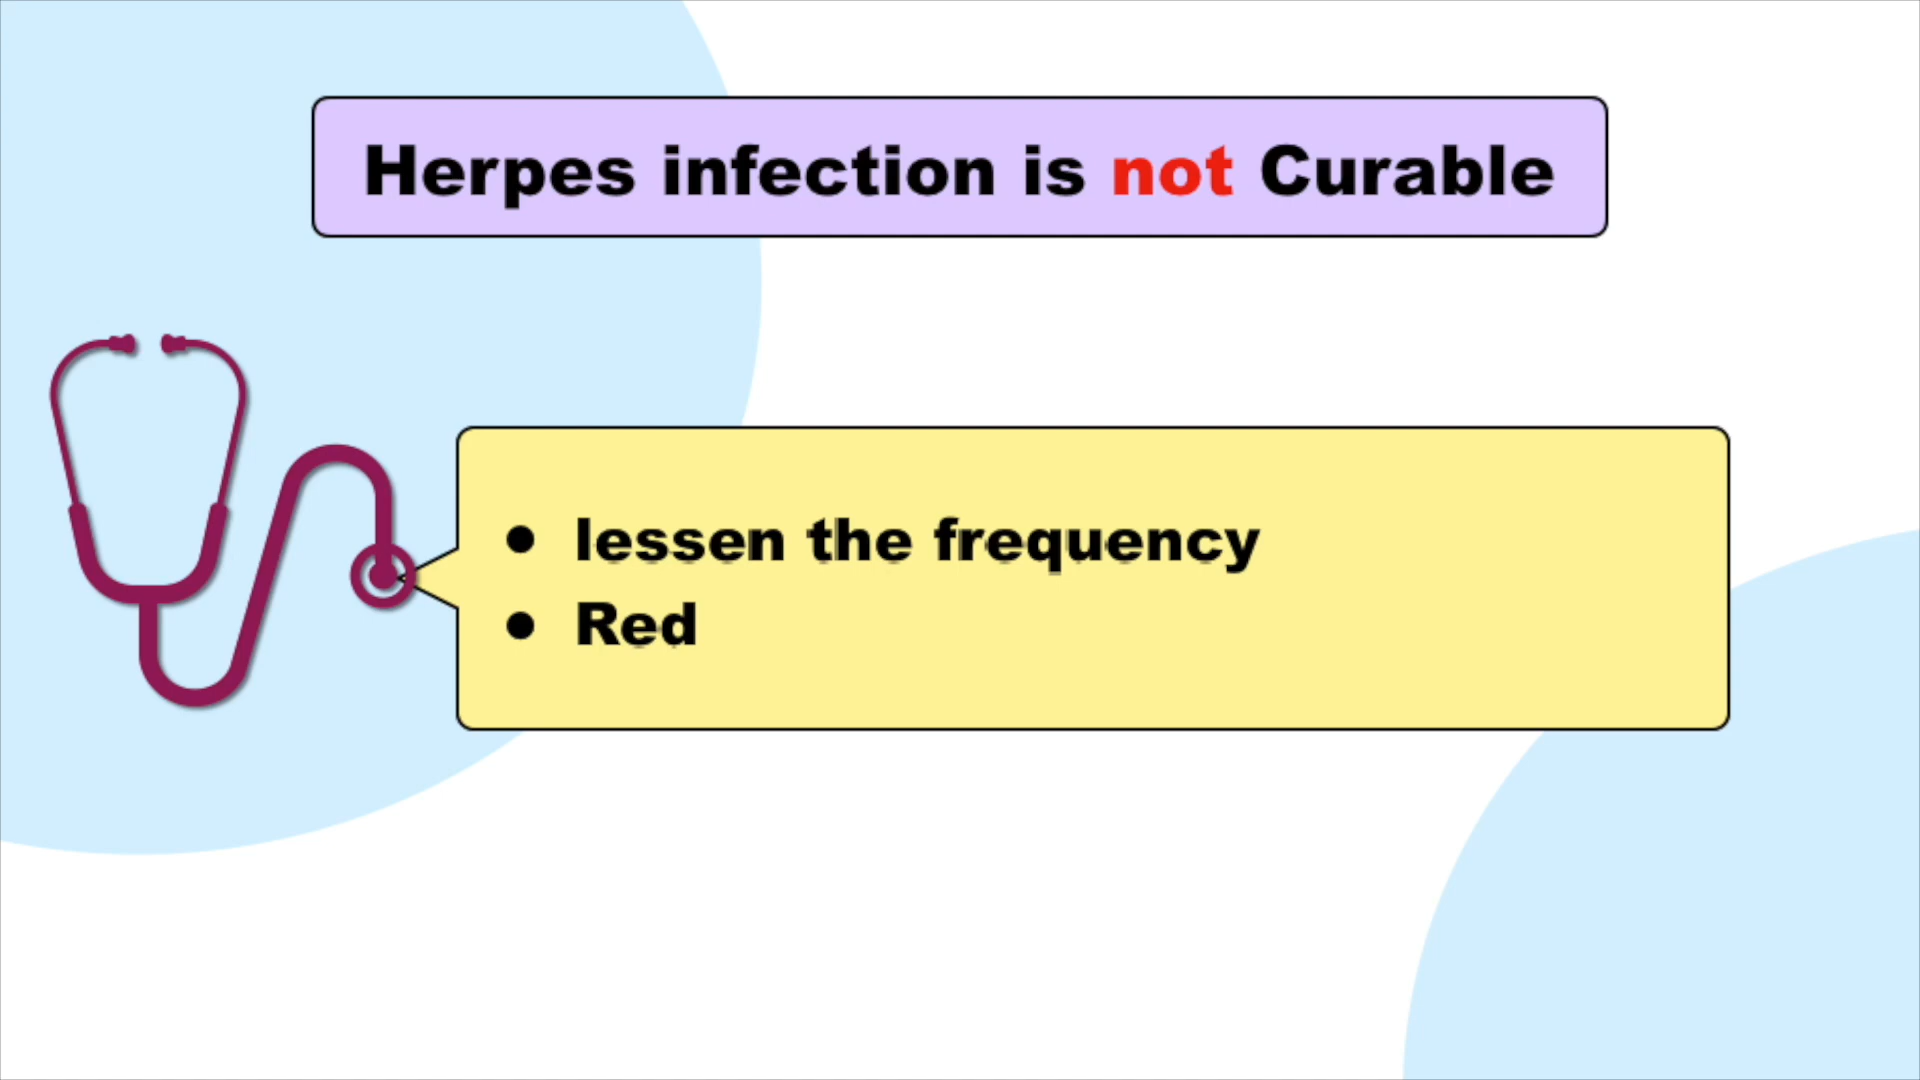 Herpes infection is not Curable
● lessen the frequency
● Red